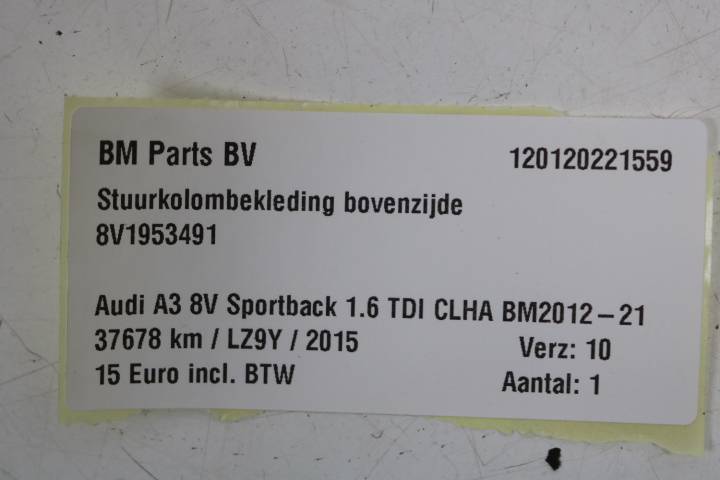 BM Parts BV 120120221559
Stuurkolombekleding bovenzijde
8V1953491
Audi A3 8V Sportback 1.6 TDI CLHA BM2012-21
37678 km / LZ9Y / 2015 Verz: 10
15 Euro incl. BTW Aantal: 1